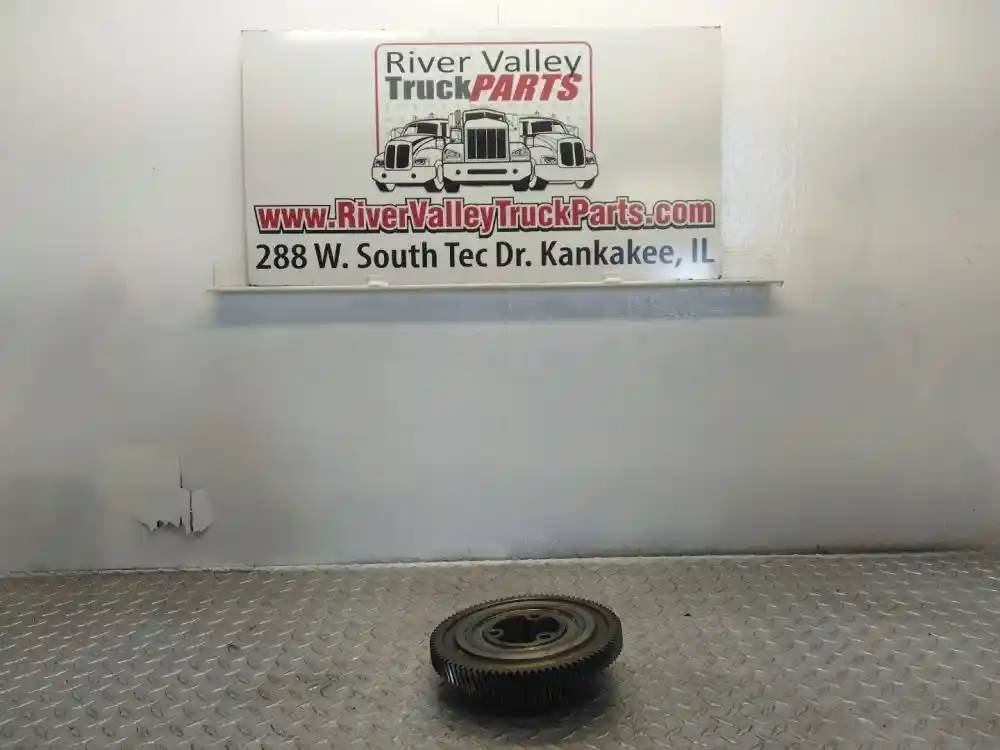 River Valley
TruckPARTS
www.RiverValleyTruckParts.com
288 W. South Tec Dr. Kankakee, IL